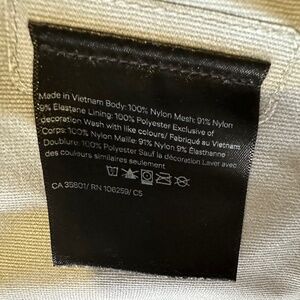 Made in Vietnam Body: 100% Nylon Mesh: 91% Nylon
9% Elastane Lining: 100% Polyester Exclusive of
decoration Wash with like colours/ Fabriqué au Vietnam
Corps: 100% Nylon Maille: 91% Nylon 9% Élasthanne
Doublure: 100% Polyester Sauf la décoration Laver avec
des couleurs similaires seulement
CA 35801/ RN 106259/ CS